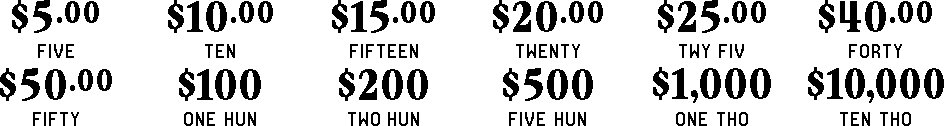 $5.00 $10.00 $15.00 $20.00 $25.00 $40.00
FIVE TEN FIFTEEN TWENTY TWY FIV FORTY
$50.00 $100 $200 $500 $1,000 $10,000
FIFTY ONE HUN TWO HUN FIVE HUN ONE THO TEN THO